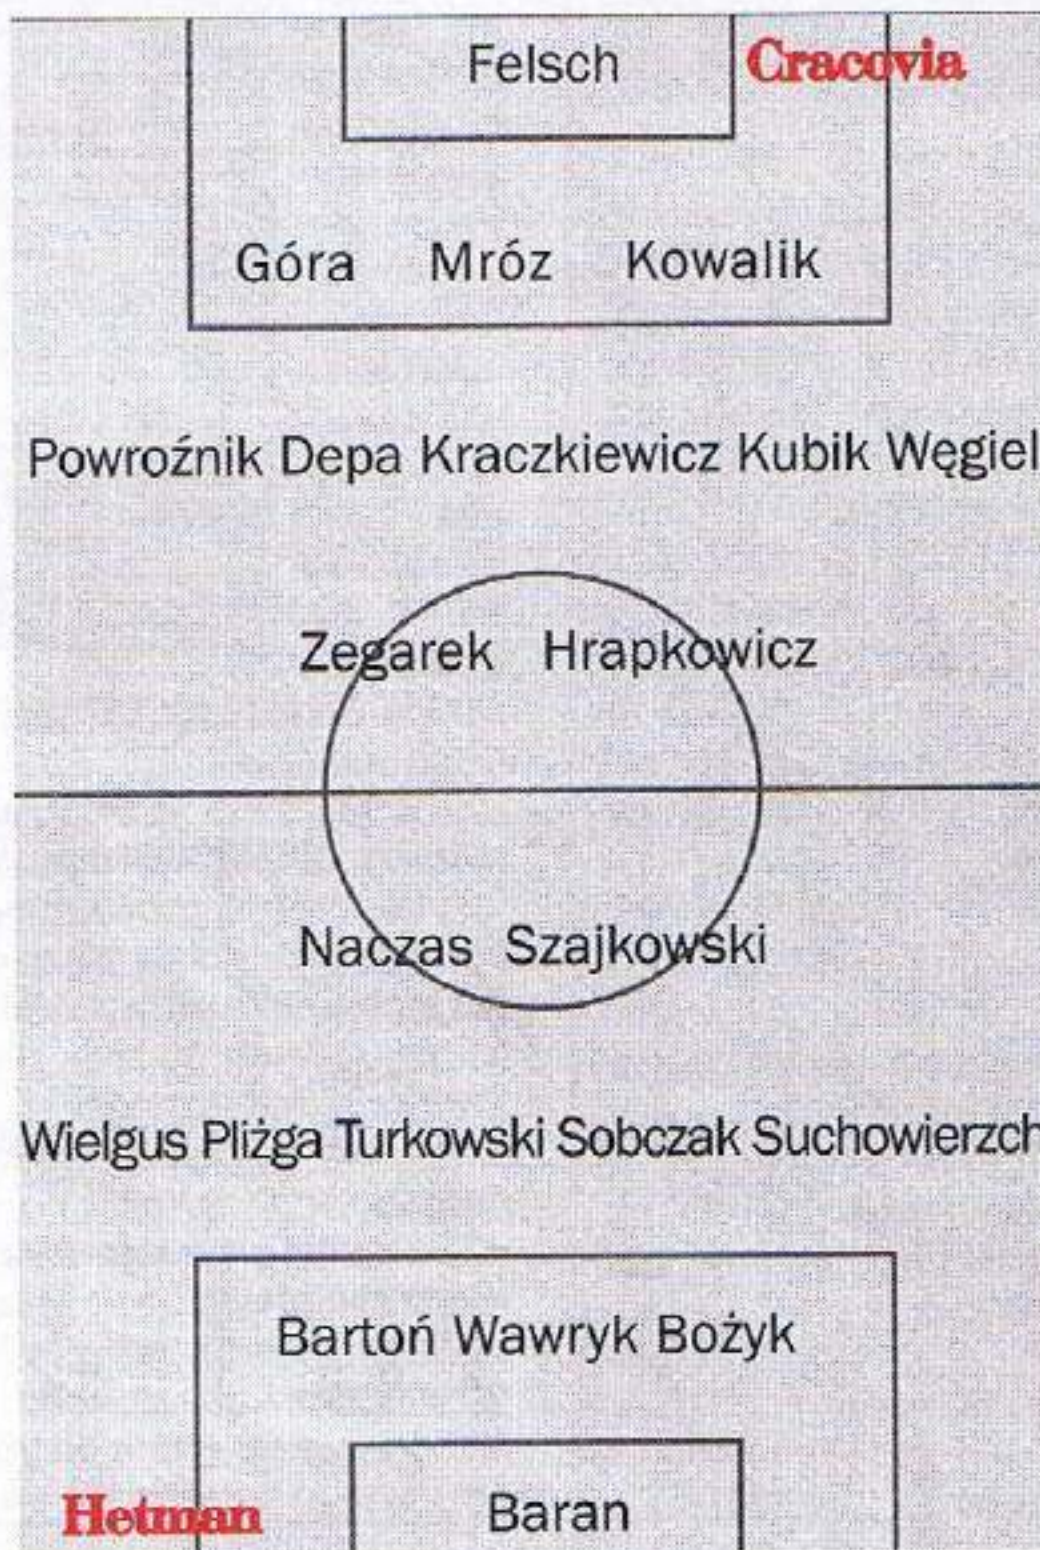 Felsch Cracovia
Góra Mróz Kowalik
Powroźnik Depa Kraczkiewicz Kubik Węgiel
Zegarek Hrapkowicz
Naczas Szajkowski
Wielgus Pliżga Turkowski Sobczak Suchowierzch
Bartoń Wawryk Bożyk
Hetman Baran